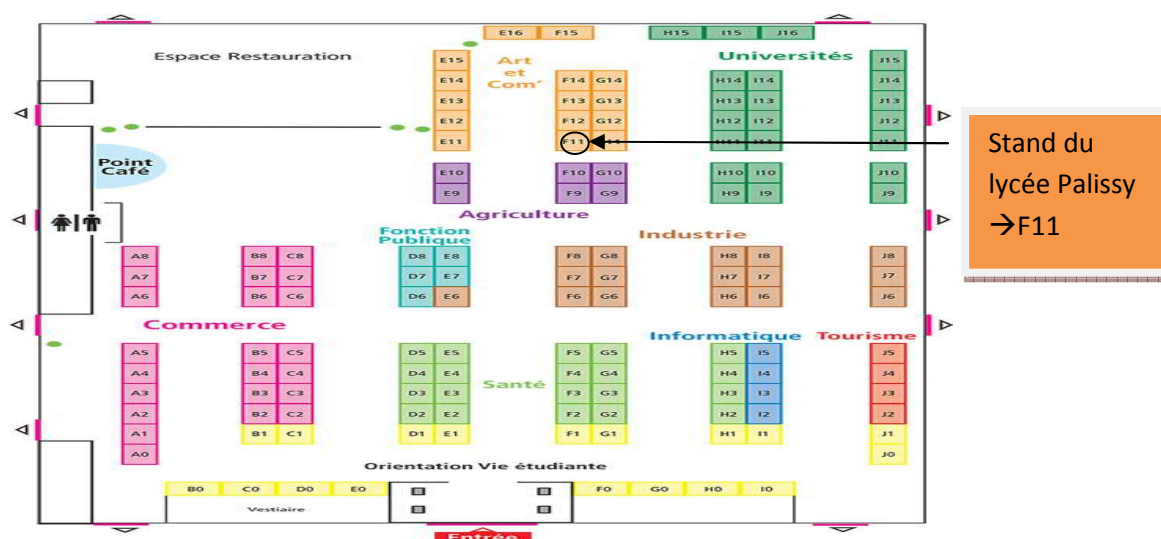 E16 F15 H15 I15 J16
Espace Restauration
Art
et
Com'
Universités
E15 J15
E14 F14 G14 H14 I14 J14
E13 F13 G13 H13 I13 J13
E12 F12 G12 H12 I12 J12
E11 F11
Stand du
lycée Palissy
→F11
Point
Café
E10 F10 G10 H10 I10 J10
E9 F9 G9 H9 I9 J9
Agriculture
Fonction
Publique
Industrie
A8 B8 C8 D8 E8 F8 G8 H8 I8 J8
A7 B7 C7 D7 E7 F7 G7 H7 I7 J7
A6 B6 C6 D6 E6 F6 G6 H6 I6 J6
Commerce
Informatique
Tourisme
A5 B5 C5 D5 E5 F5 G5 H5 I5 J5
A4 B4 C4 D4 E4 F4 G4 H4 I4 J4
Santé
A3 B3 C3 D3 E3 F3 G3 H3 I3 J3
A2 B2 C2 D2 E2 F2 G2 H2 I2 J2
A1 B1 C1 D1 E1 F1 G1 H1 I1 J1
A0 J0
Orientation Vie étudiante
B0 C0 D0 E0 F0 G0 H0 I0
Vestiaire
Entrée